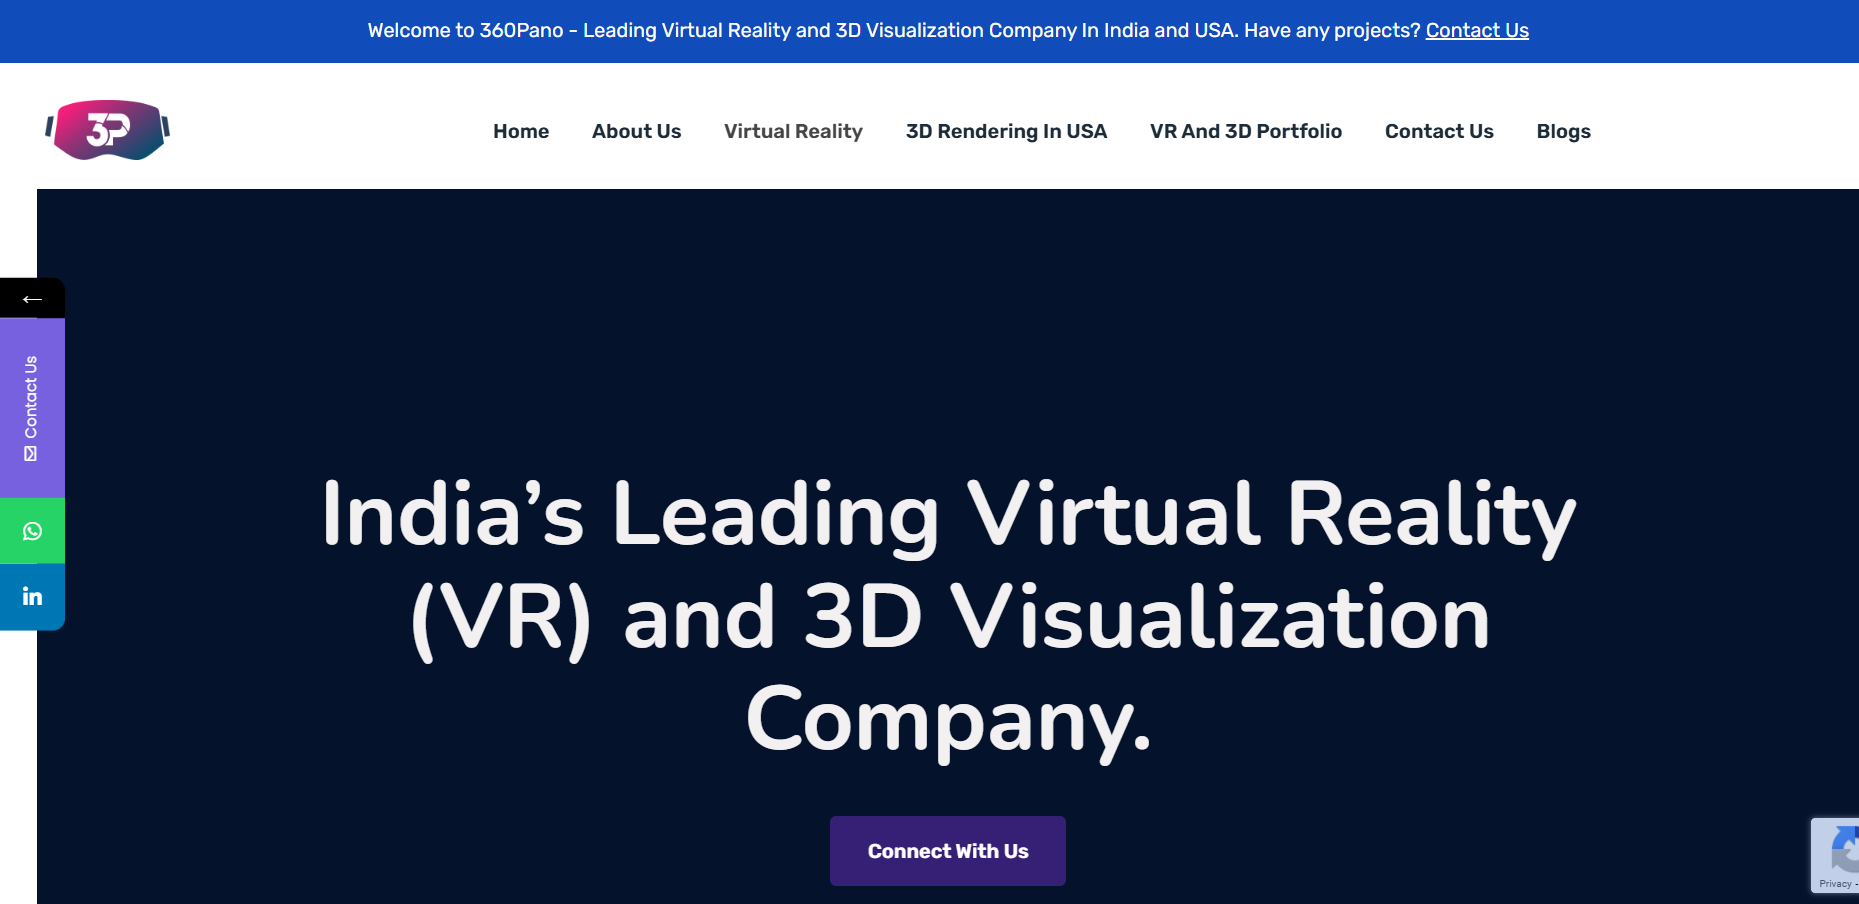 Welcome to 360Pano - Leading Virtual Reality and 3D Visualization Company In India and USA. Have any projects? Contact Us
3P
Home About Us Virtual Reality 3D Rendering In USA VR And 3D Portfolio Contact Us Blogs
←
Contact Us
in
India’s Leading Virtual Reality
(VR) and 3D Visualization
Company.
Connect With Us
Privacy -